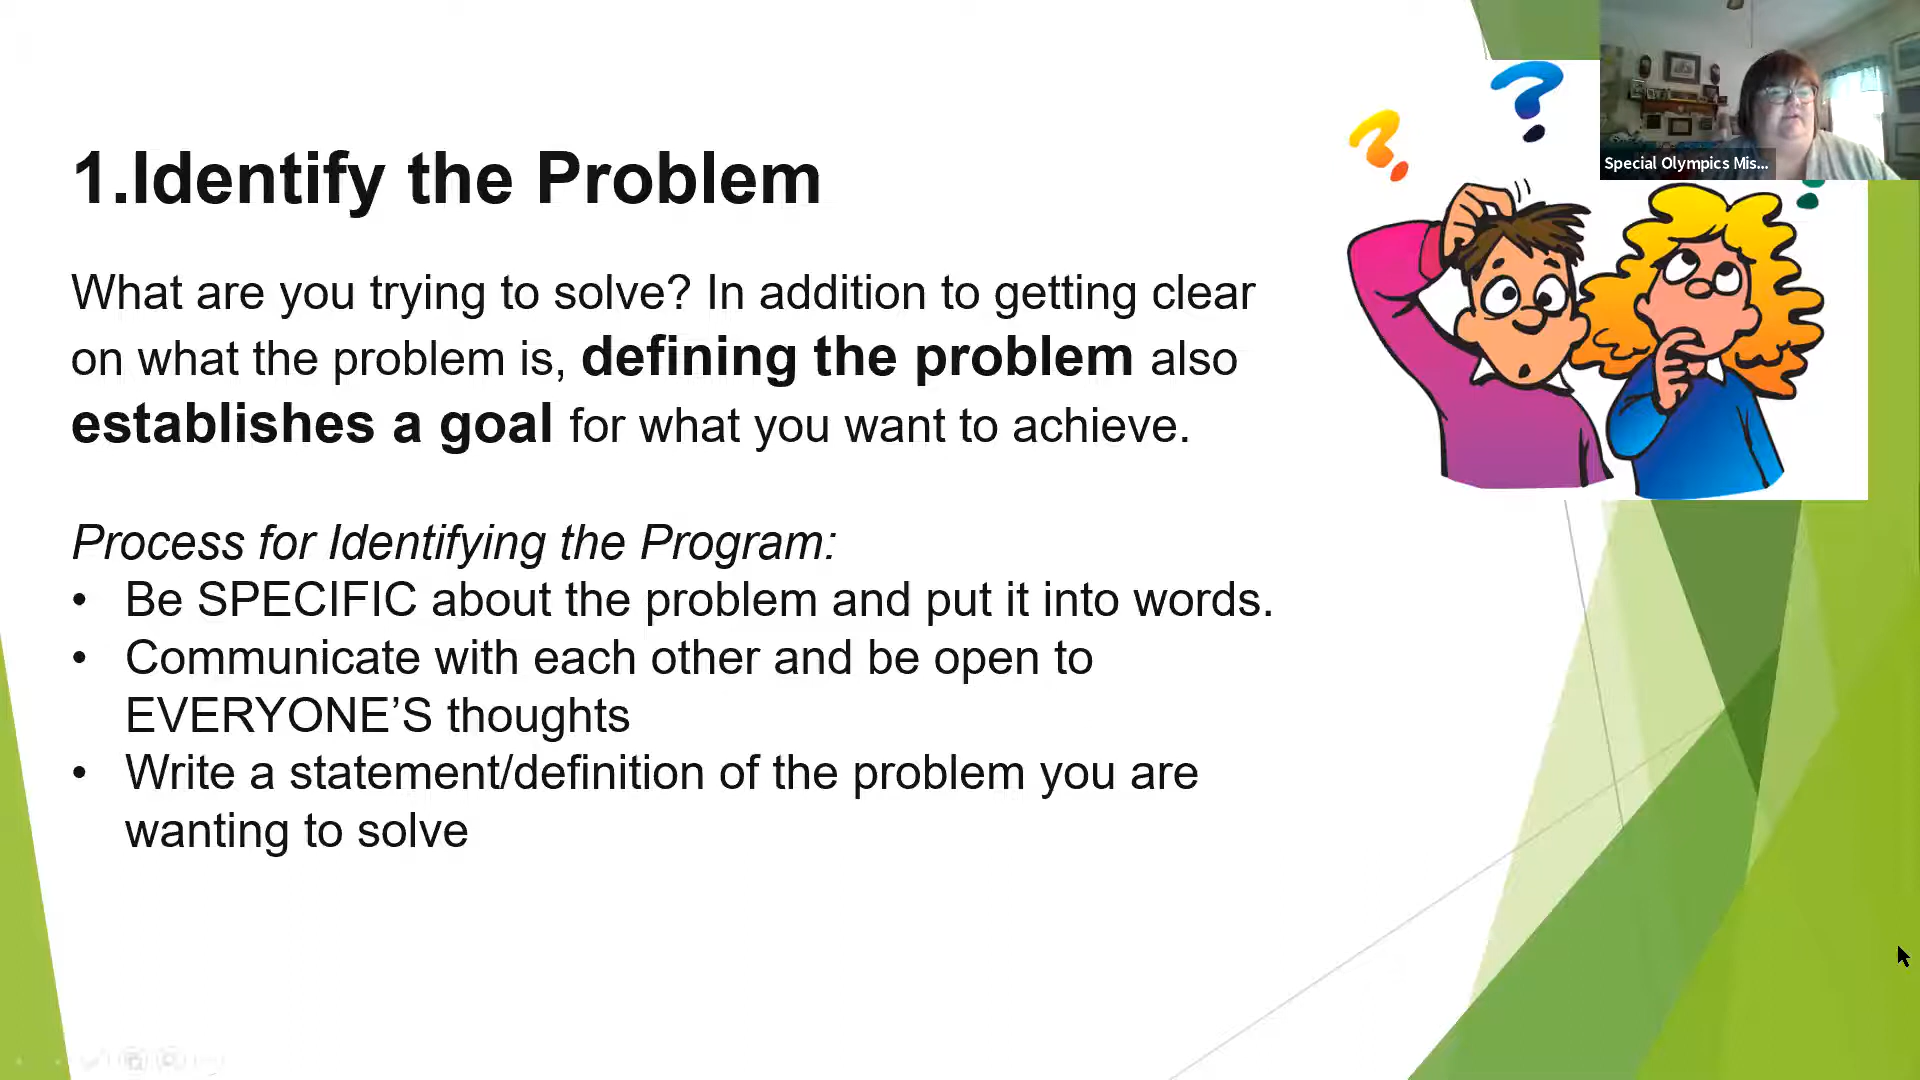 Special Olympics Mis...
1.Identify the Problem
What are you trying to solve? In addition to getting clear
on what the problem is, defining the problem also
establishes a goal for what you want to achieve.
Process for Identifying the Program:
• Be SPECIFIC about the problem and put it into words.
• Communicate with each other and be open to
EVERYONE’S thoughts
• Write a statement/definition of the problem you are
wanting to solve